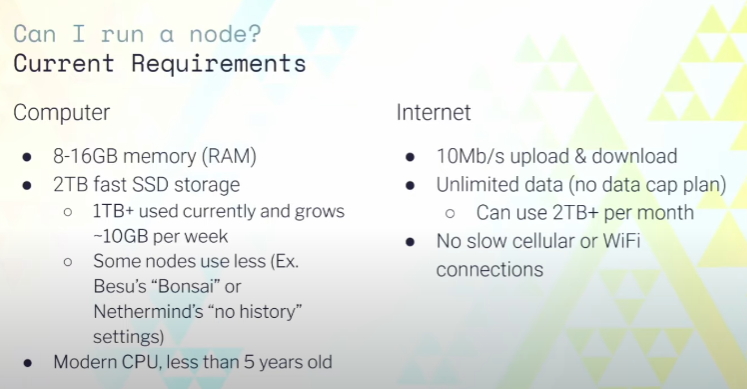 Can I run a node?
Current Requirements
Computer
● 8-16GB memory (RAM)
● 2TB fast SSD storage
○ 1TB+ used currently and grows
~10GB per week
○ Some nodes use less (Ex.
Besu's “Bonsai” or
Nethermind's “no history”
settings)
● Modern CPU, less than 5 years old
Internet
● 10Mb/s upload & download
● Unlimited data (no data cap plan)
○ Can use 2TB+ per month
● No slow cellular or WiFi
connections